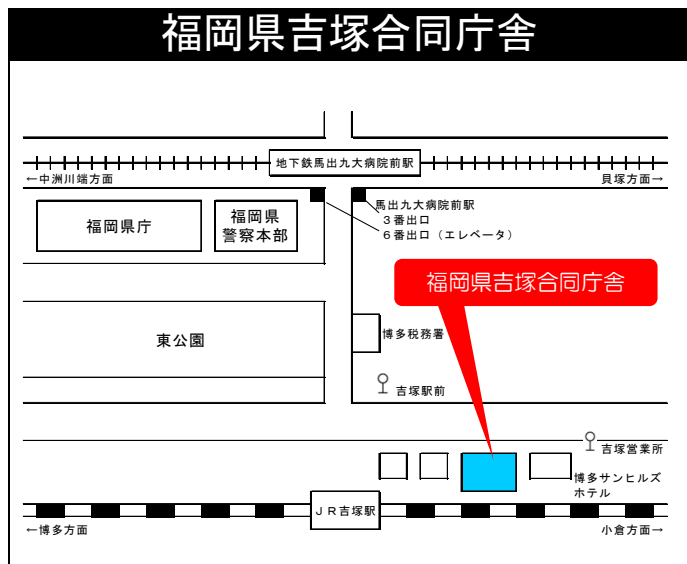 福岡県吉塚合同庁舎
地下鉄馬出九大病院前駅
←中洲川端方面
貝塚方面→
福岡県庁
福岡県
警察本部
馬出九大病院前駅
３番出口
６番出口（エレベータ）
福岡県吉塚合同庁舎
東公園
博多税務署
吉塚駅前
吉塚営業所
博多サンヒルズ
ホテル
ＪＲ吉塚駅
←博多方面
小倉方面→